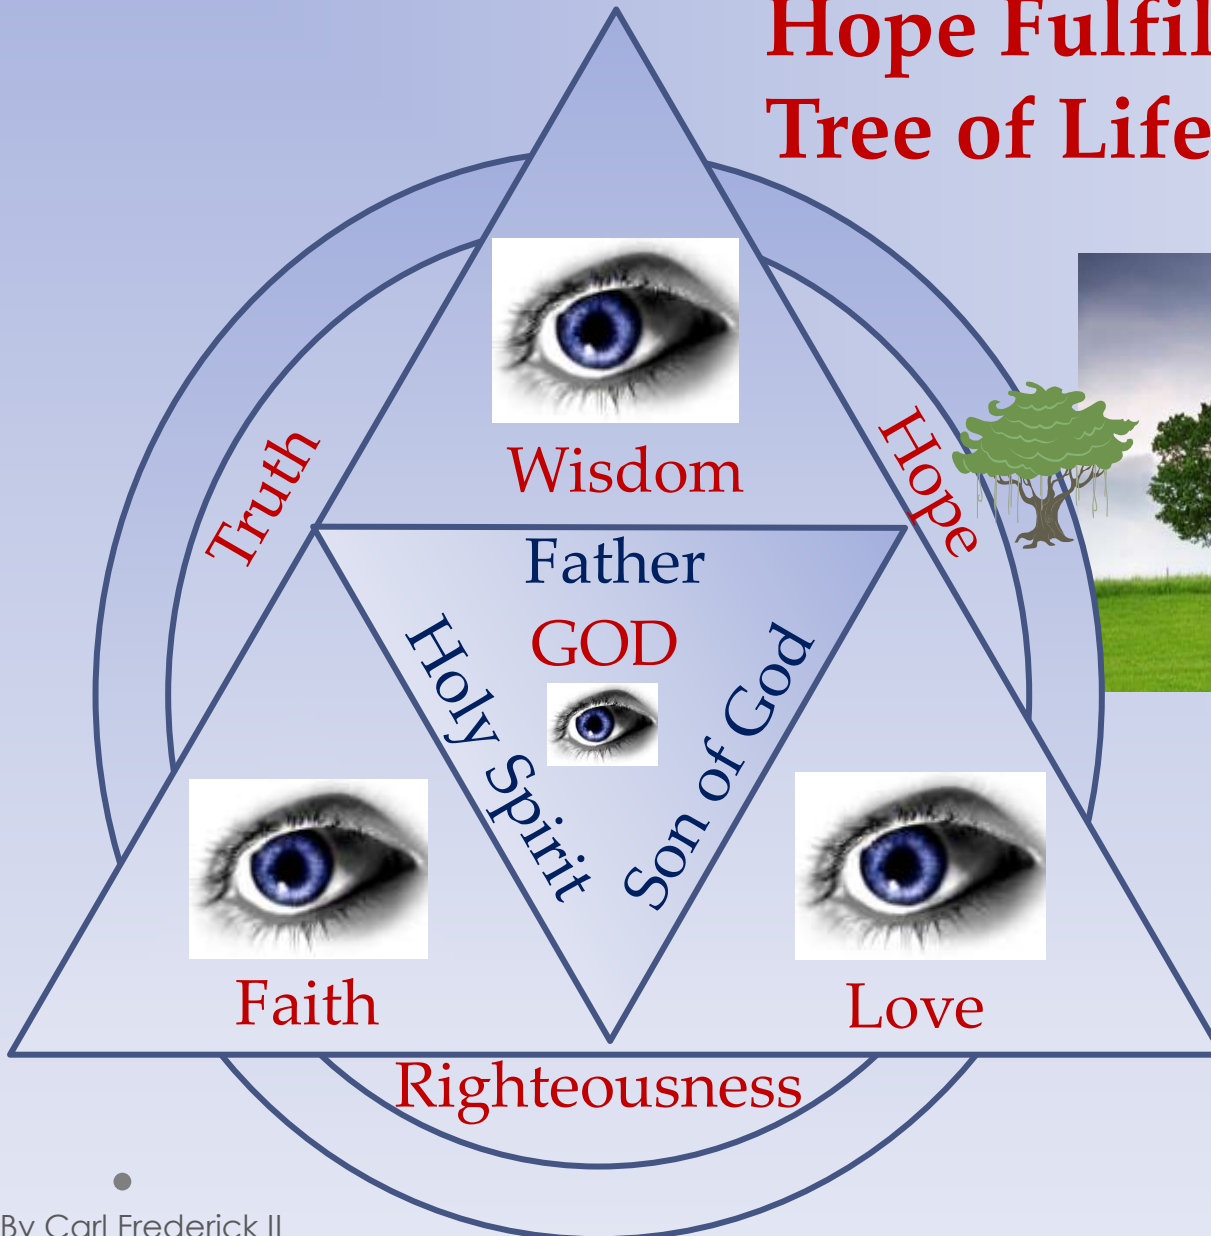 Hope Fulfil
Tree of Life
Truth
Wisdom
Hope
Father
GOD
Holy Spirit
Son of God
Faith
Love
Righteousness
By Carl Frederick II